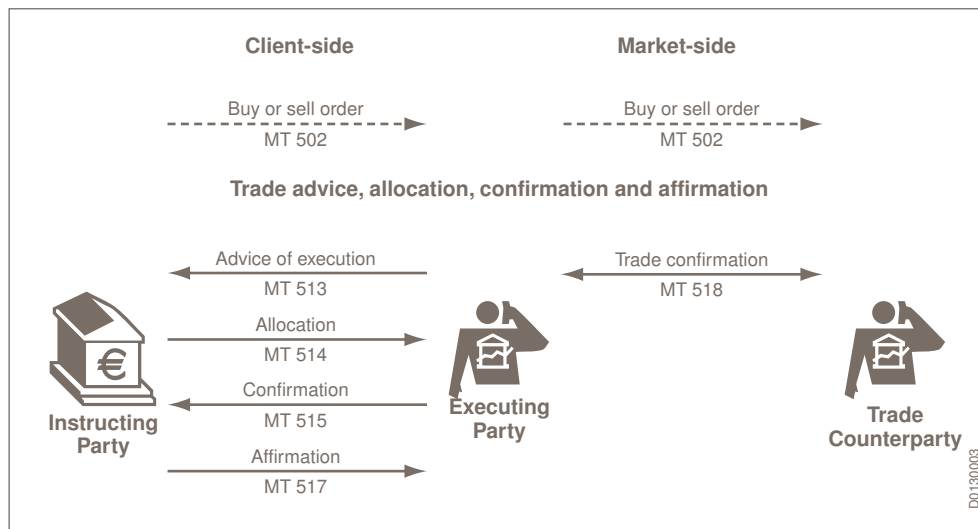 Client-side
Market-side
Buy or sell order
MT 502
Buy or sell order
MT 502
Trade advice, allocation, confirmation and affirmation
Advice of execution
MT 513
Trade confirmation
MT 518
Allocation
MT 514
Confirmation
MT 515
Affirmation
MT 517
€
Instructing
Party
Executing
Party
Trade
Counterparty
D0130003